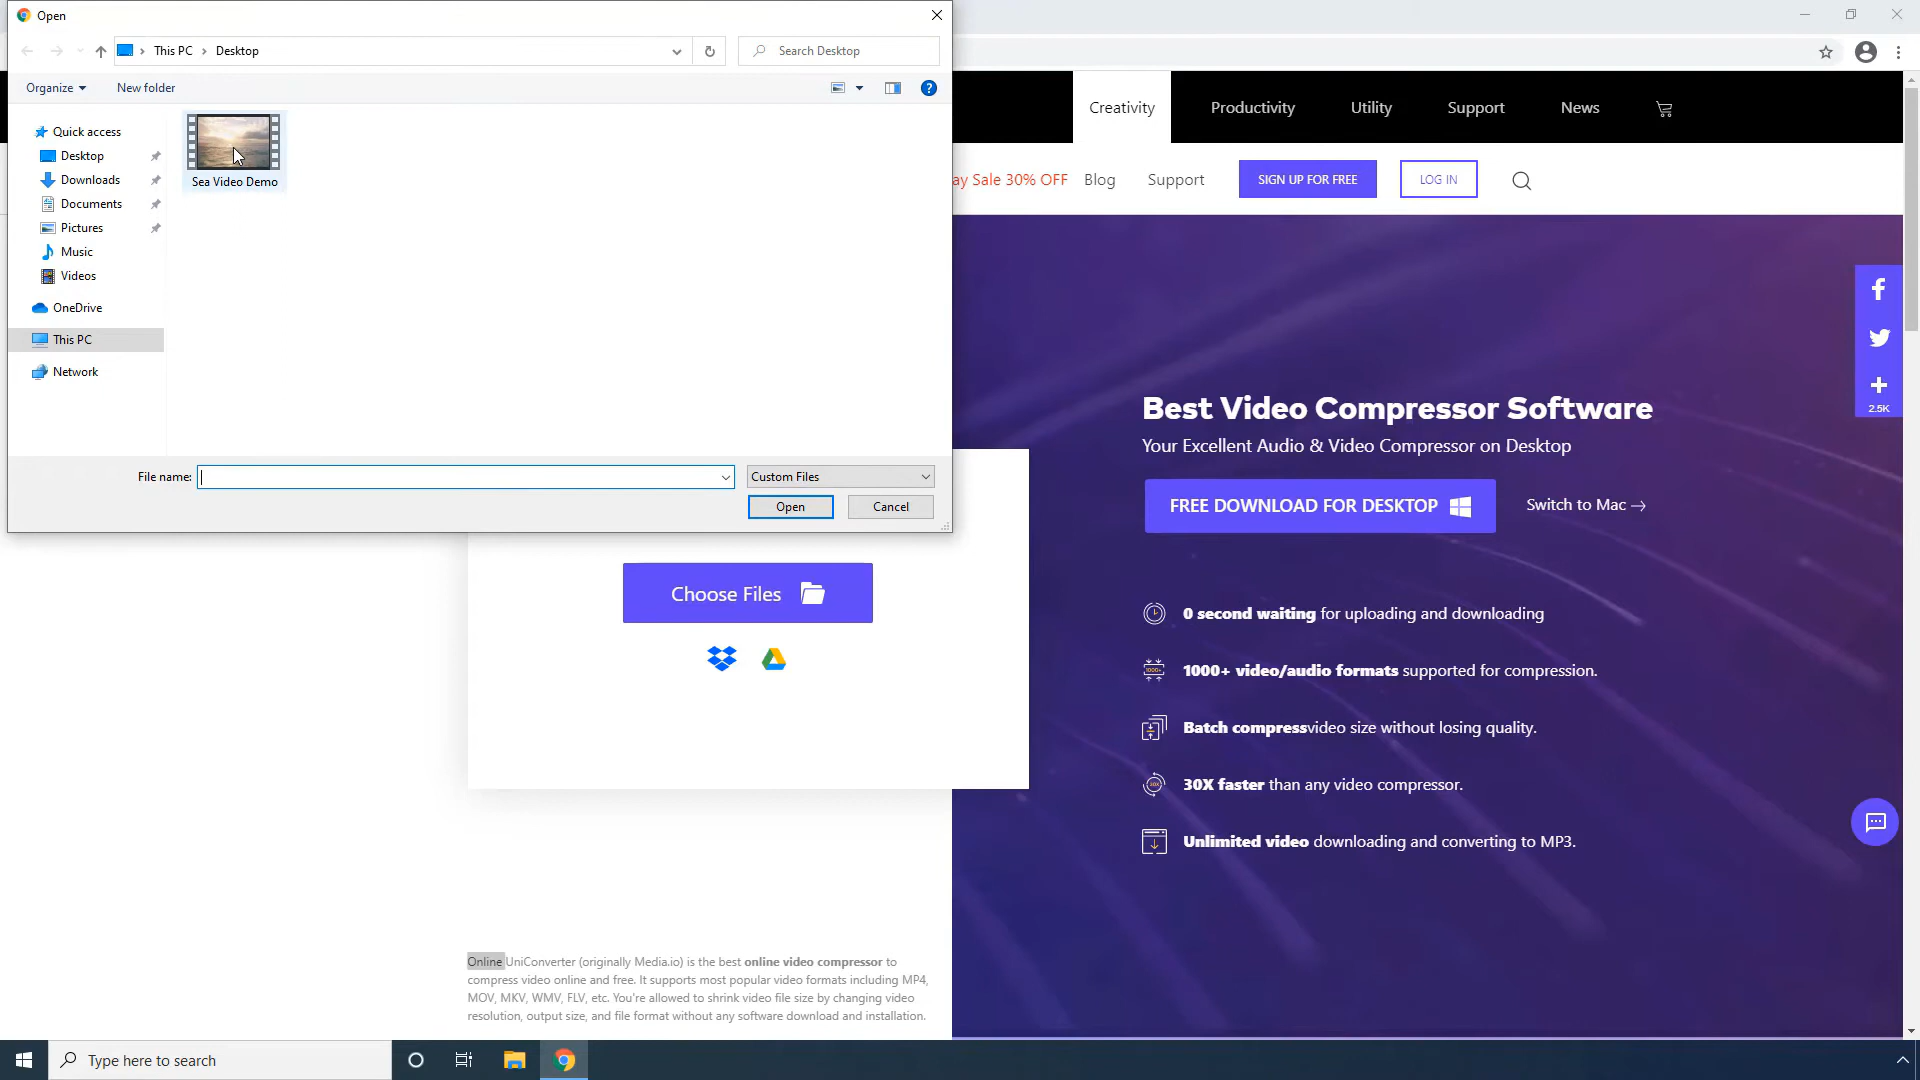 Open
This PC
Desktop
Search Desktop
Organize
New folder
Quick access
Desktop
Downloads
Documents
Pictures
Music
Videos
OneDrive
This PC
Network
Sea Video Demo
File name:
Custom Files
Open
Cancel
Creativity
Productivity
Utility
Support
News
ay Sale 30% OFF
Blog
Support
SIGN UP FOR FREE
LOG IN
2.5K
Best Video Compressor Software
Your Excellent Audio & Video Compressor on Desktop
FREE DOWNLOAD FOR DESKTOP
Switch to Mac
0 second waiting for uploading and downloading
1000+ video/audio formats supported for compression.
Batch compressvideo size without losing quality.
30X faster than any video compressor.
Unlimited video downloading and converting to MP3.
Choose Files
Online UniConverter (originally Media.io) is the best online video compressor to
compress video online and free. It supports most popular video formats including MP4,
MOV, MKV, WMV, FLV, etc. You're allowed to shrink video file size by changing video
resolution, output size, and file format without any software download and installation.
Type here to search